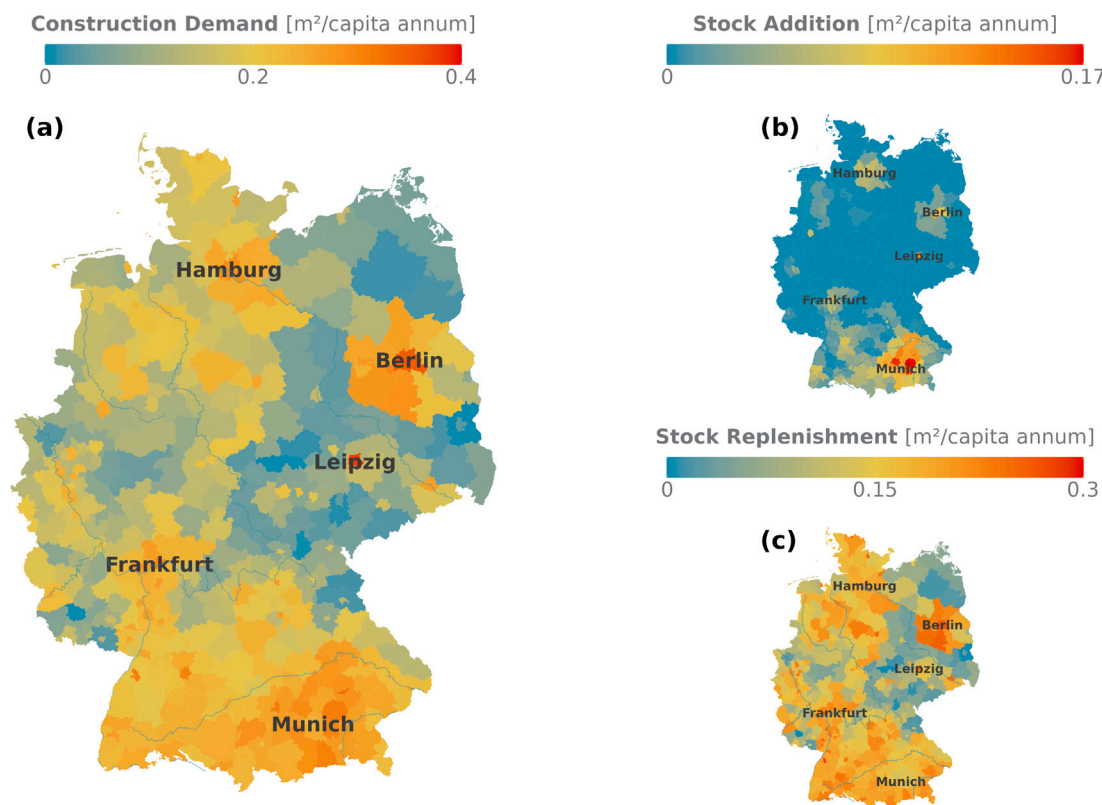 Construction Demand [m²/capita annum]
0 0.2 0.4
(a)
Hamburg
Berlin
Leipzig
Frankfurt
Munich
Stock Addition [m²/capita annum]
0 0.17
(b)
Hamburg
Berlin
Leipzig
Frankfurt
Munich
Stock Replenishment [m²/capita annum]
0 0.15 0.3
(c)
Hamburg
Berlin
Leipzig
Frankfurt
Munich